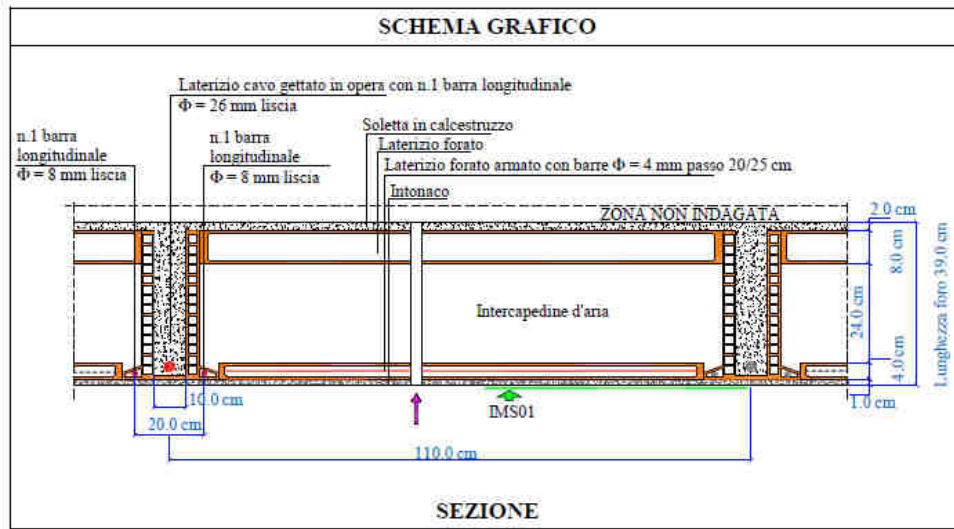 SCHEMA GRAFICO
Laterizio cavo gettato in opera con n.1 barra longitudinale
Φ = 26 mm liscia
n.1 barra
longitudinale
Φ = 8 mm liscia
n.1 barra
longitudinale
Φ = 8 mm liscia
Soletta in calcestruzzo
Laterizio forato
Laterizio forato armato con barre Φ = 4 mm passo 20/25 cm
Intonaco
ZONA NON INDAGATA
2.0 cm
8.0 cm
24.0 cm
4.0 cm
1.0 cm
Lunghezza foro 39.0 cm
Intercapedine d'aria
IMS01
10.0 cm
20.0 cm
110.0 cm
SEZIONE